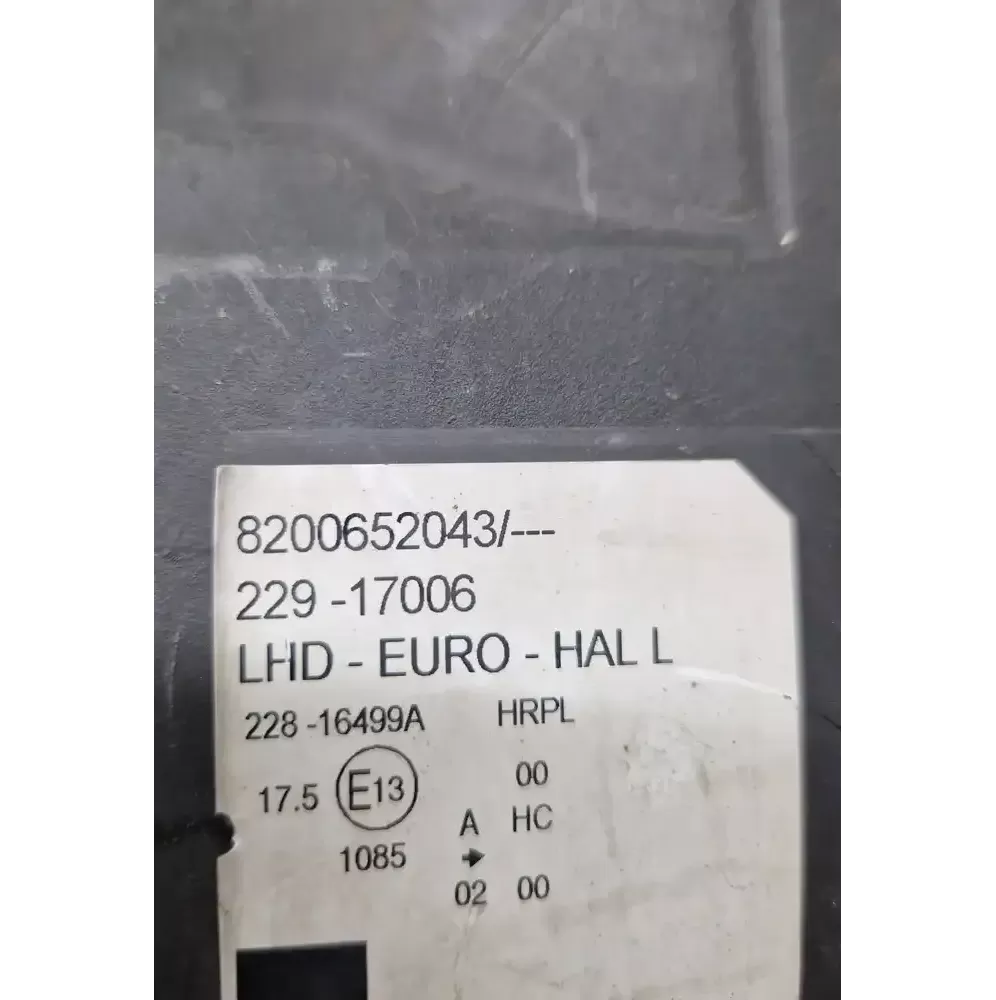 8200652043/---
229 -17006
LHD - EURO - HAL L
228 -16499A HRPL
17.5 E13 00
A HC
1085 →
02 00